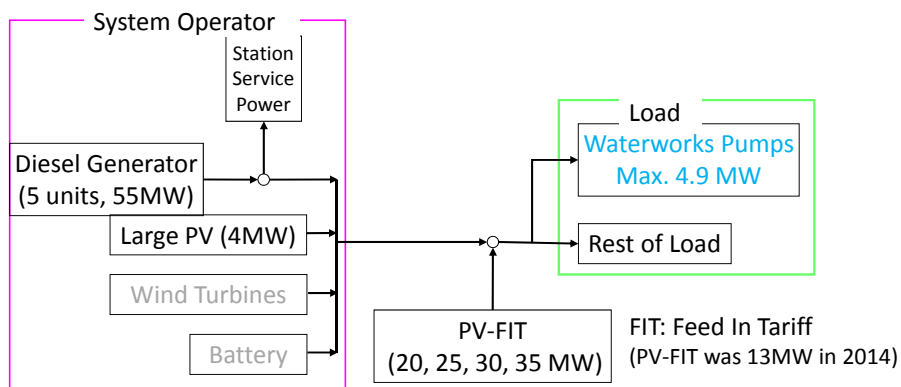 System Operator
Station
Service
Power
Diesel Generator
(5 units, 55MW)
Large PV (4MW)
Wind Turbines
Battery
Load
Waterworks Pumps
Max. 4.9 MW
Rest of Load
PV-FIT
(20, 25, 30, 35 MW)
FIT: Feed In Tariff
(PV-FIT was 13MW in 2014)